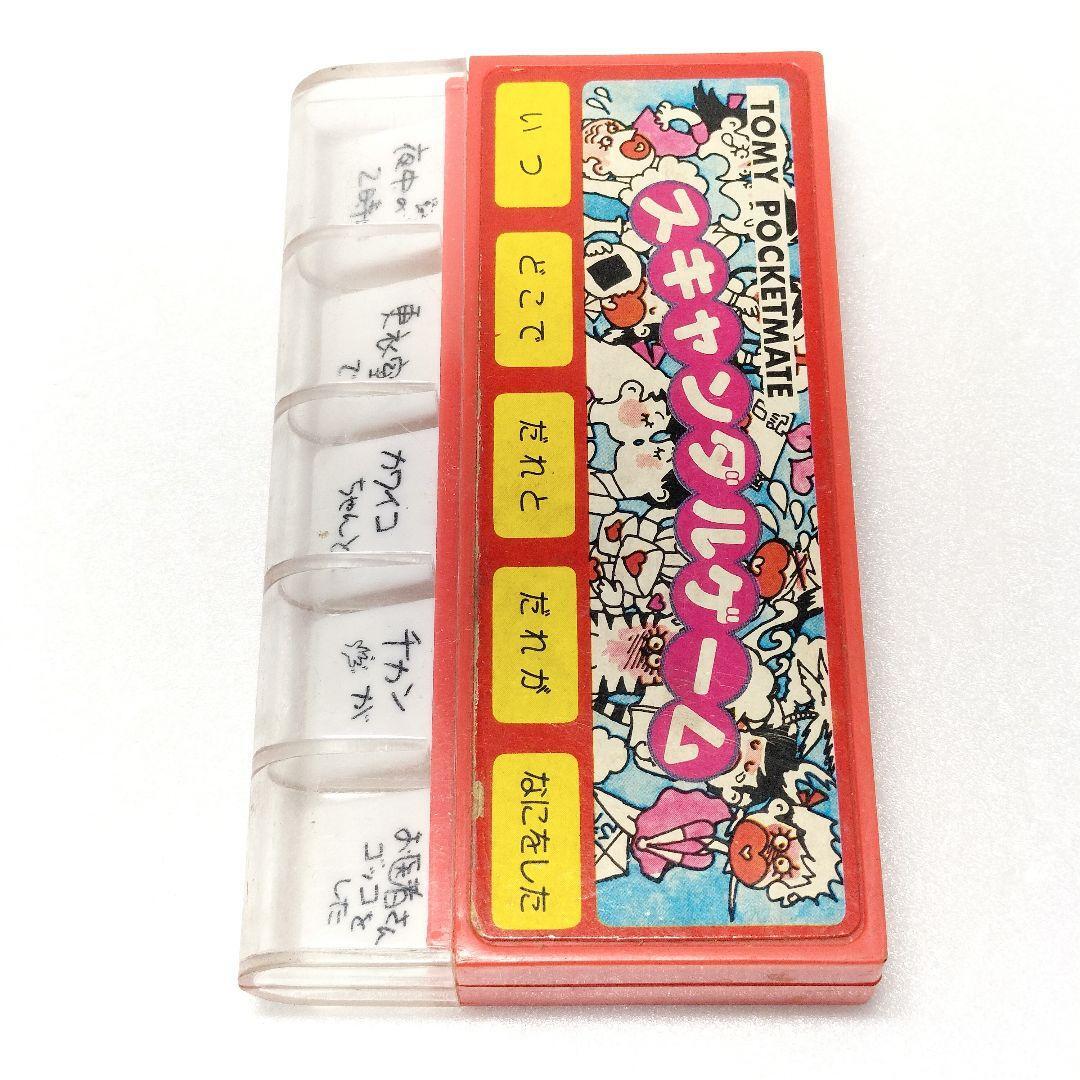 TOMY POCKETMATE
スキャンダルゲーム
日記
いつ
どこで
だれと
だれが
なにをした
夜中の
2時
更衣室
で
カワイコ
ちゃんと
チカン
が
お医者さん
ゴッコを
した